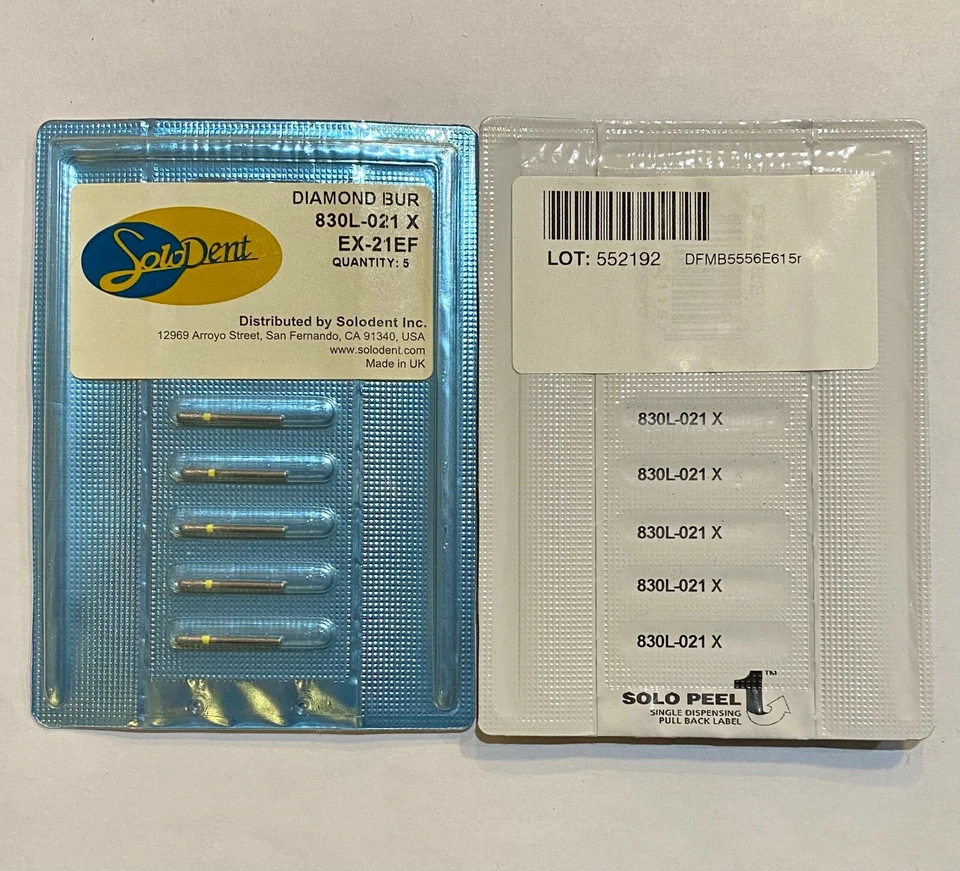 SoloDent
DIAMOND BUR
830L-021 X
EX-21EF
QUANTITY: 5
Distributed by Solodent Inc.
12969 Arroyo Street, San Fernando, CA 91340, USA
www.solodent.com
Made in UK
LOT: 552192 DFMB5556E615r
830L-021 X
830L-021 X
830L-021 X
830L-021 X
830L-021 X
SOLO PEEL 1™
SINGLE DISPENSING
PULL BACK LABEL